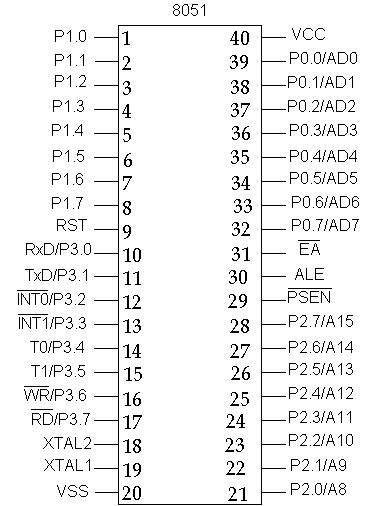 8051
P1.0 1 40 VCC
P1.1 2 39 P0.0/AD0
P1.2 3 38 P0.1/AD1
P1.3 4 37 P0.2/AD2
P1.4 5 36 P0.3/AD3
P1.5 6 35 P0.4/AD4
P1.6 7 34 P0.5/AD5
P1.7 8 33 P0.6/AD6
RST 9 32 P0.7/AD7
RxD/P3.0 10 31 E̅A̅
TxD/P3.1 11 30 ALE
I̅N̅T̅0̅/P3.2 12 29 P̅S̅E̅N̅
I̅N̅T̅1̅/P3.3 13 28 P2.7/A15
T0/P3.4 14 27 P2.6/A14
T1/P3.5 15 26 P2.5/A13
W̅R̅/P3.6 16 25 P2.4/A12
R̅D̅/P3.7 17 24 P2.3/A11
XTAL2 18 23 P2.2/A10
XTAL1 19 22 P2.1/A9
VSS 20 21 P2.0/A8